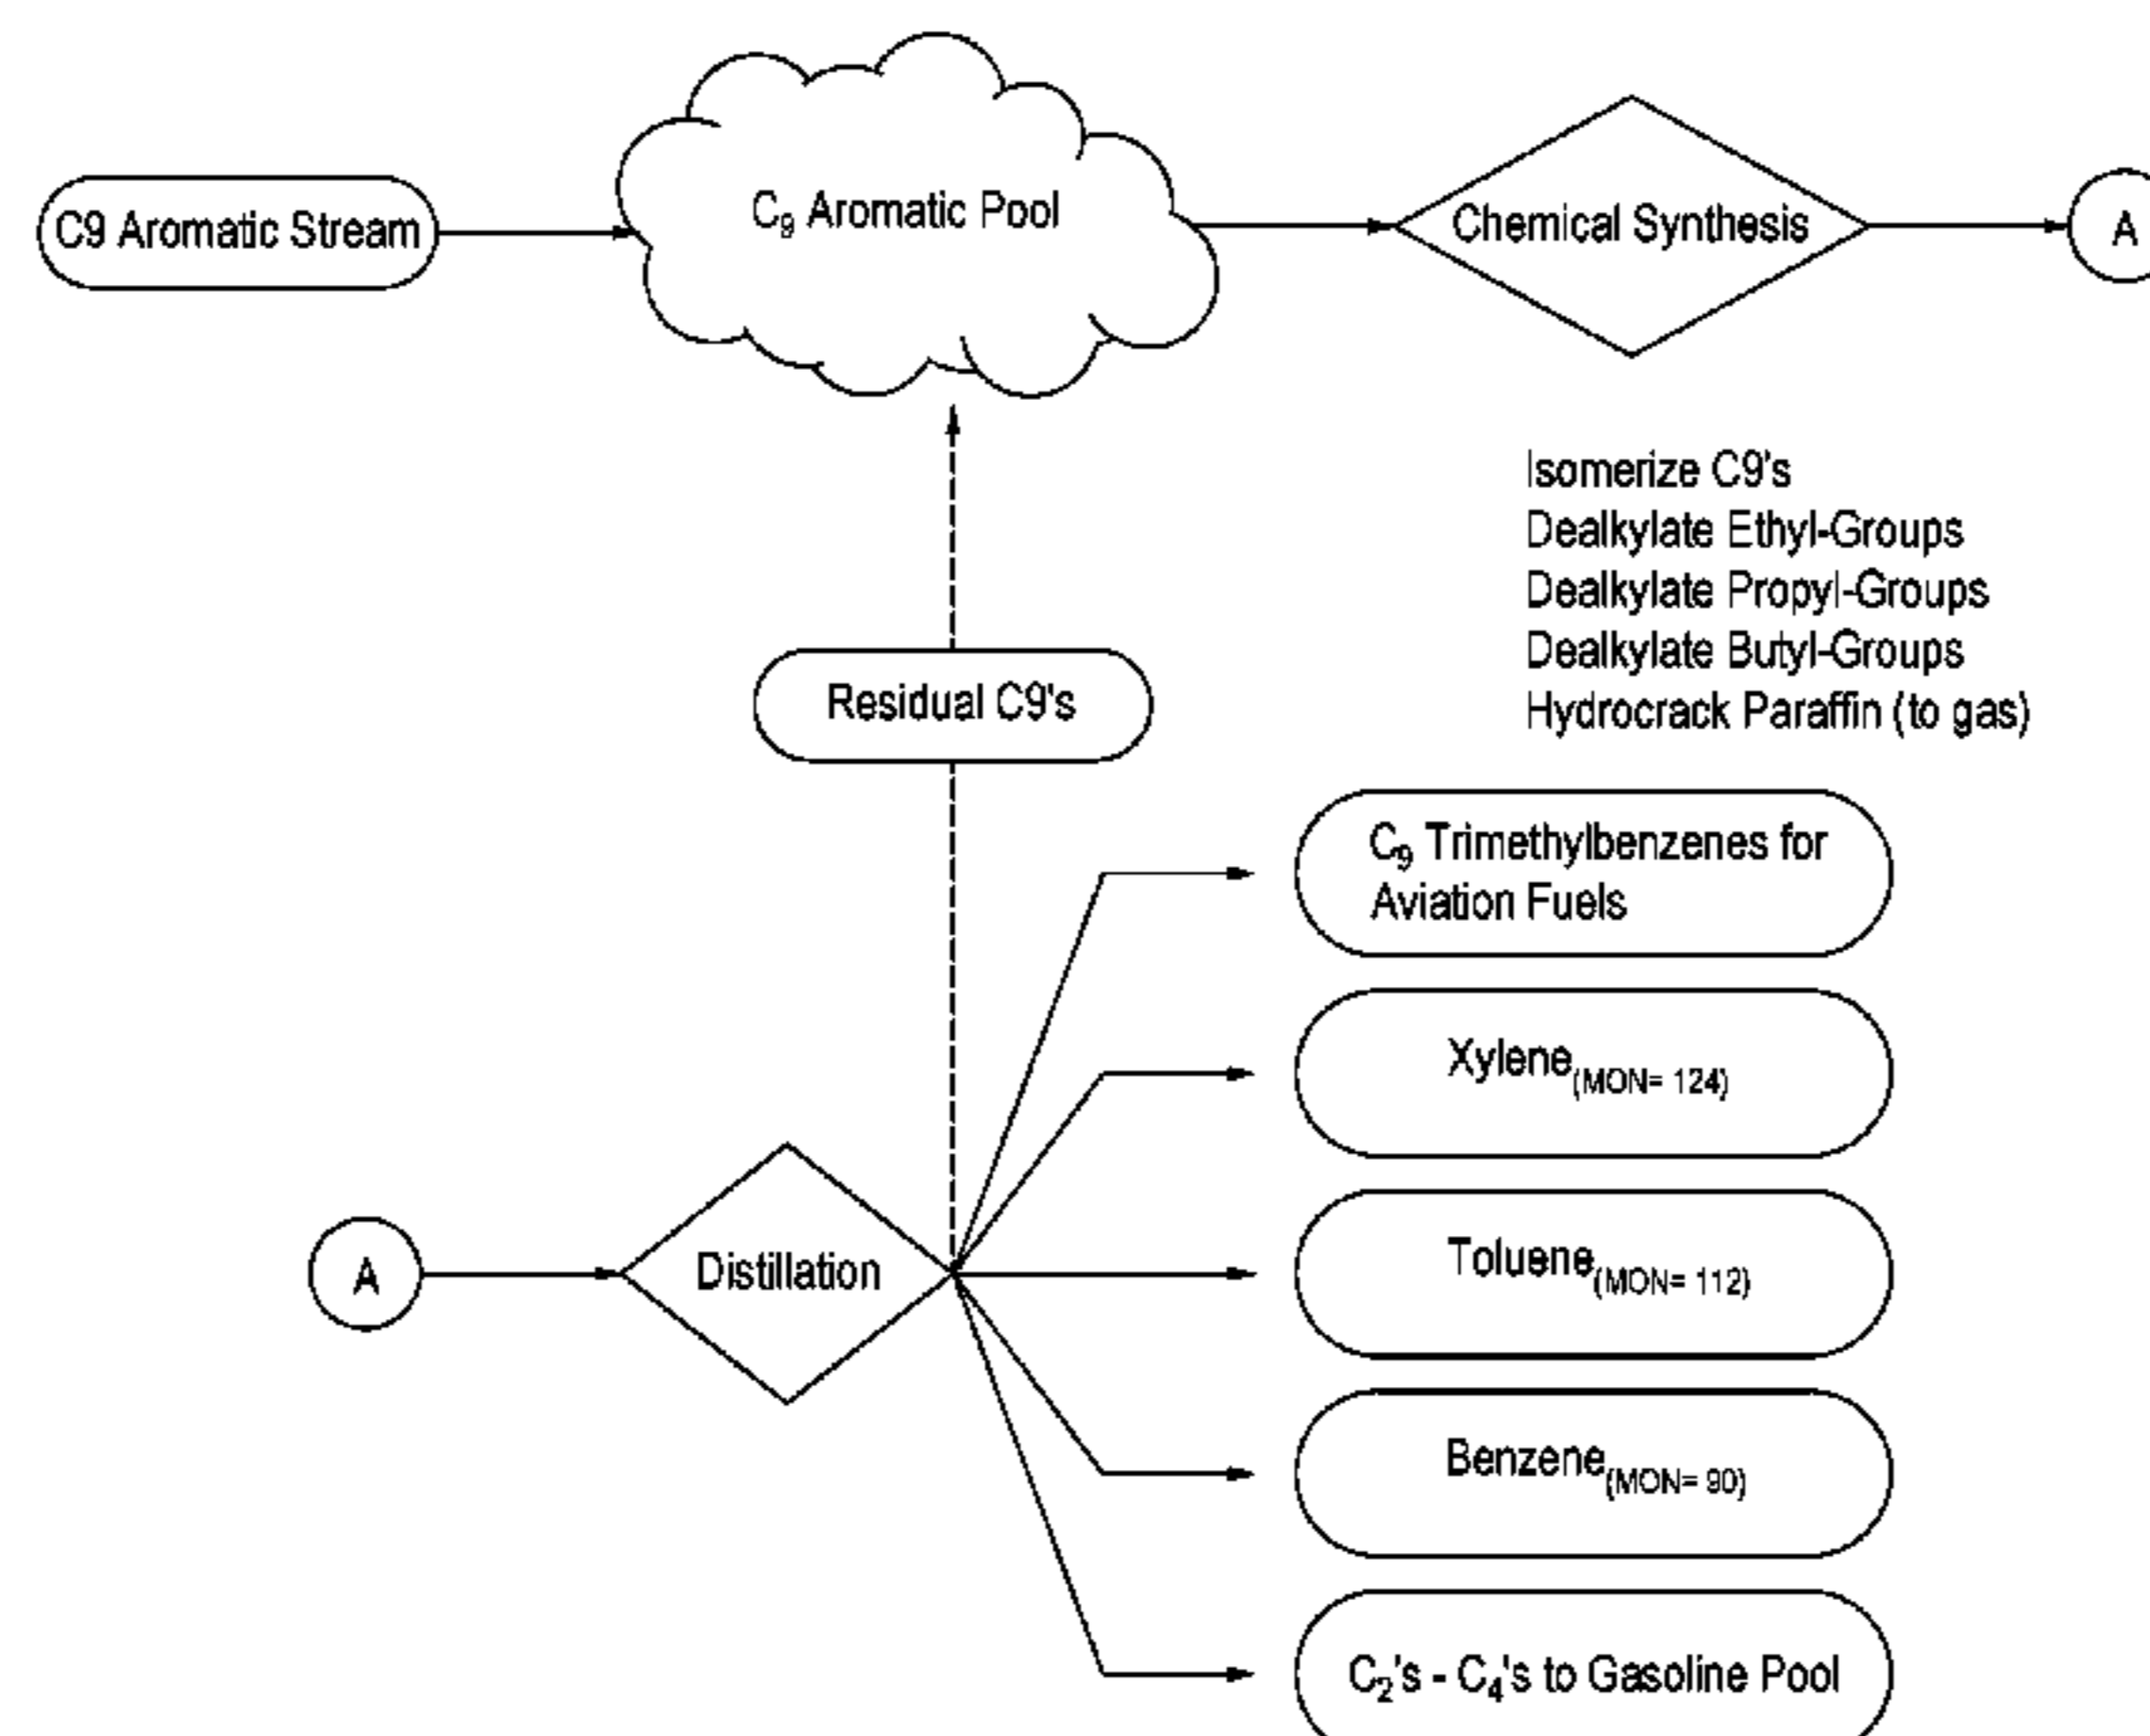 C9 Aromatic Stream
C₉ Aromatic Pool
Chemical Synthesis
A
Isomerize C9's
Dealkylate Ethyl-Groups
Dealkylate Propyl-Groups
Dealkylate Butyl-Groups
Hydrocrack Paraffin (to gas)
Residual C9's
C₉ Trimethylbenzenes for
Aviation Fuels
Xylene(MON= 124)
A
Distillation
Toluene(MON= 112)
Benzene(MON= 90)
C₂'s - C₄'s to Gasoline Pool